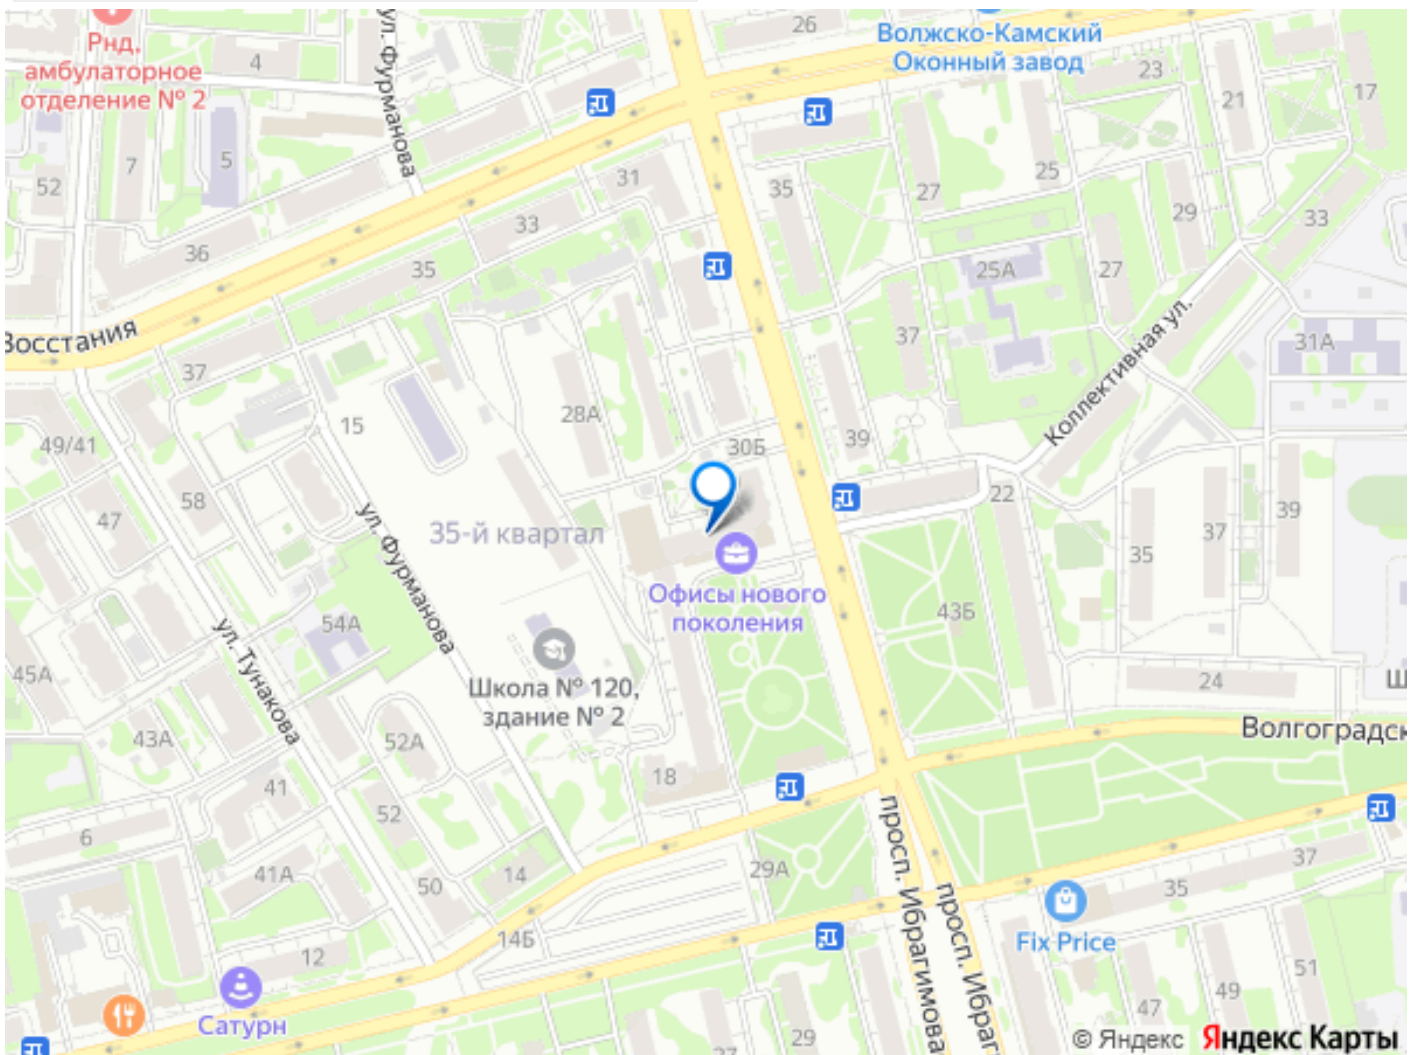 Рнд,
амбулаторное
отделение № 2
4
ул. Фурманова
26
Волжско-Камский
Оконный завод
23
21
17
52
7
5
31
33
35
36
35
27
25
29
33
25А
27
Восстания
37
37
31А
Коллективная ул.
49/41
15
28А
30Б
39
58
47
ул. Фурманова
35-й квартал
22
35
37
39
Офисы нового
поколения
43Б
54А
ул. Тунакова
45А
Школа № 120,
здание № 2
24
Ш
43А
52А
Волгоградск
18
41
52
6
просп. Ибрагимова
41А
50
14
29А
37
35
просп. Ибраг
14Б
Fix Price
12
51
49
47
Сатурн
29
27
© Яндекс Яндекс Карты